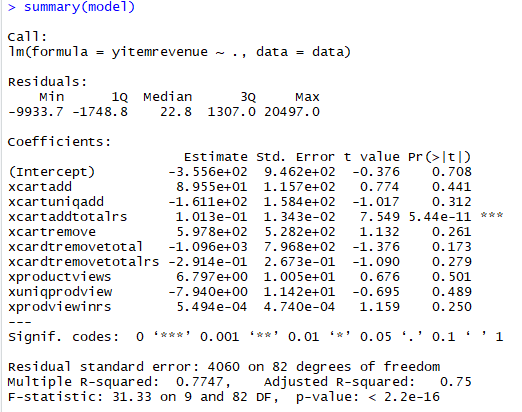 > summary(model)
Call:
lm(formula = yitemrevenue ~ ., data = data)
Residuals:
    Min      1Q  Median      3Q     Max
-9933.7 -1748.8    22.8  1307.0 20497.0
Coefficients:
                    Estimate Std. Error t value Pr(>|t|)
(Intercept)       -3.556e+02  9.462e+02  -0.376    0.708
xcartadd           8.955e+01  1.157e+02   0.774    0.441
xcartuniqadd      -1.611e+02  1.584e+02  -1.017    0.312
xcartaddtotalrs    1.013e-01  1.343e-02   7.549 5.44e-11 ***
xcartremove        5.978e+02  5.282e+02   1.132    0.261
xcardtremovetotal -1.096e+03  7.968e+02  -1.376    0.173
xcardtremovetotalrs -2.914e-01  2.673e-01  -1.090    0.279
xproductviews      6.797e+00  1.005e+01   0.676    0.501
xuniqprodview     -7.940e+00  1.142e+01  -0.695    0.489
xprodviewinrs      5.494e-04  4.740e-04   1.159    0.250
---
Signif. codes:  0 ‘***’ 0.001 ‘**’ 0.01 ‘*’ 0.05 ‘.’ 0.1 ‘ ’ 1
Residual standard error: 4060 on 82 degrees of freedom
Multiple R-squared:  0.7747,    Adjusted R-squared:   0.75
F-statistic: 31.33 on 9 and 82 DF,  p-value: < 2.2e-16